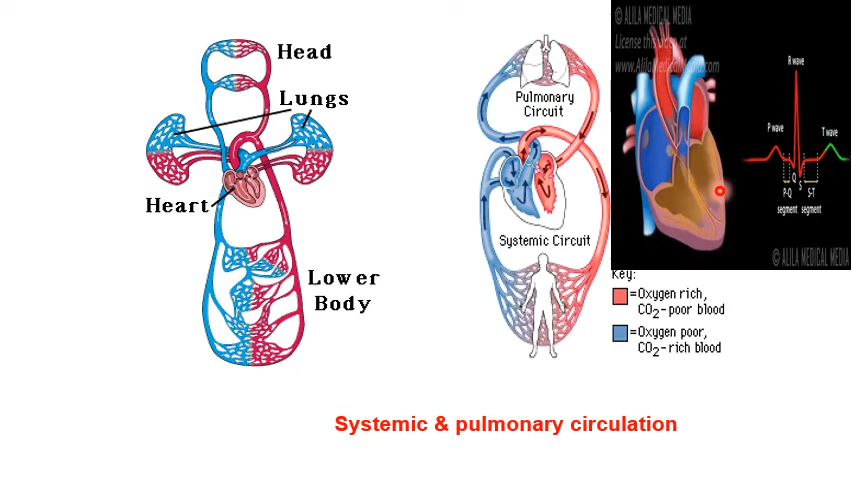 Head
Lungs
Heart
Lower
Body
Pulmonary
Circuit
Systemic Circuit
© ALILA MEDICAL MEDIA
License this video at
www.AlilaMedicalMedia.com
R wave
P wave
T wave
Q
S
P-Q
segment
S-T
segment
© ALILA MEDICAL MEDIA
Key:
=Oxygen rich,
CO2-poor blood
=Oxygen poor,
CO2-rich blood
Systemic & pulmonary circulation